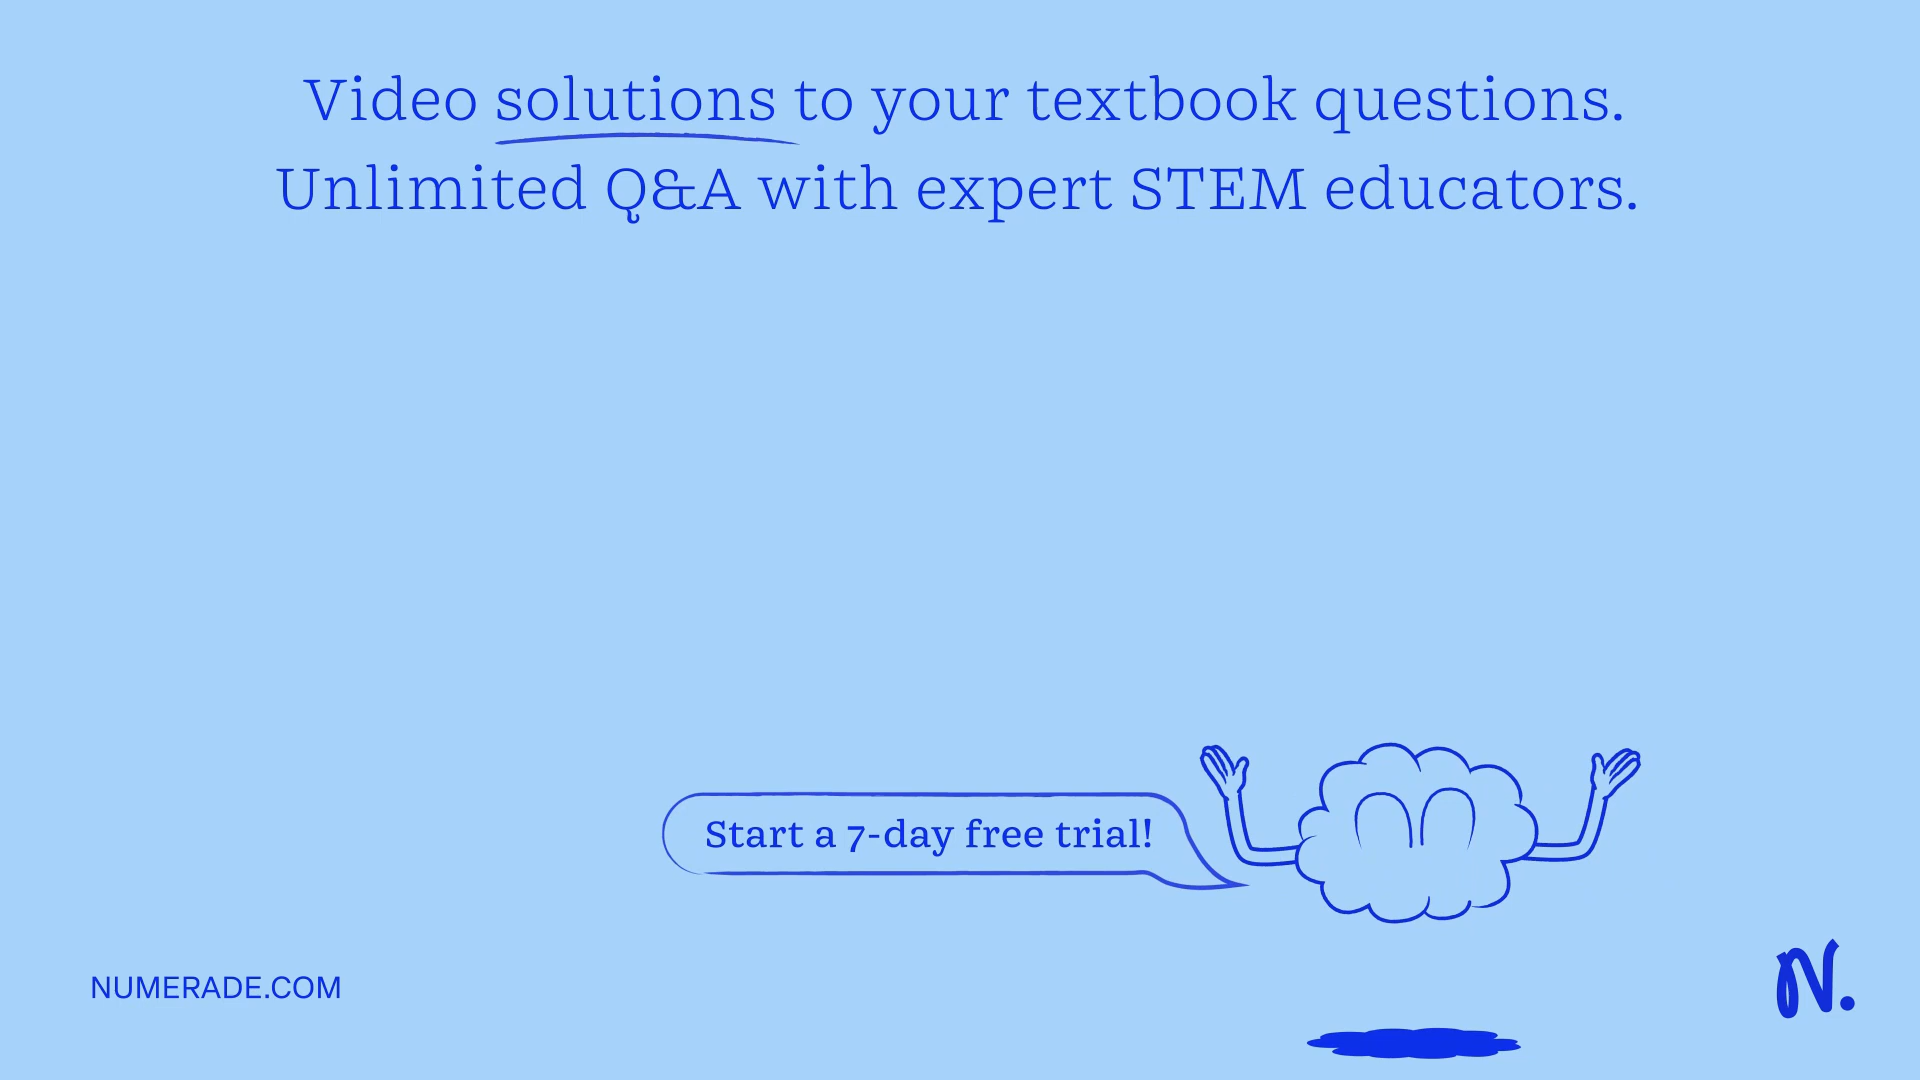 Video solutions to your textbook questions.
Unlimited Q&A with expert STEM educators.
Start a 7-day free trial!
NUMERADE.COM
N.